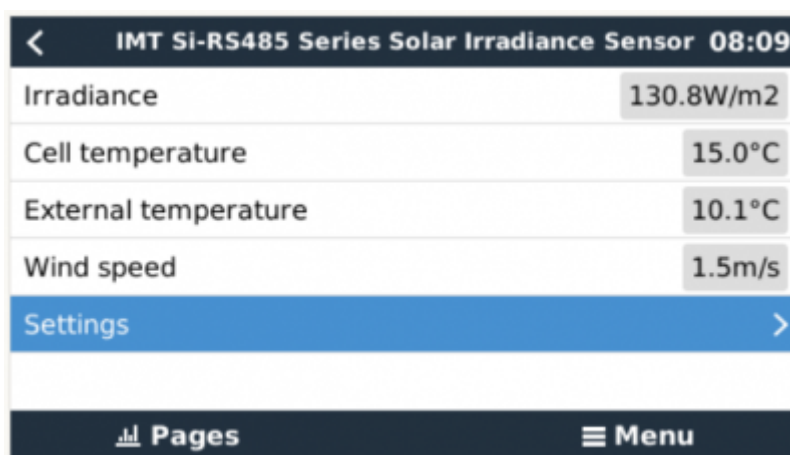 IMT Si-RS485 Series Solar Irradiance Sensor 08:09
Irradiance 130.8W/m2
Cell temperature 15.0°C
External temperature 10.1°C
Wind speed 1.5m/s
Settings
Pages Menu